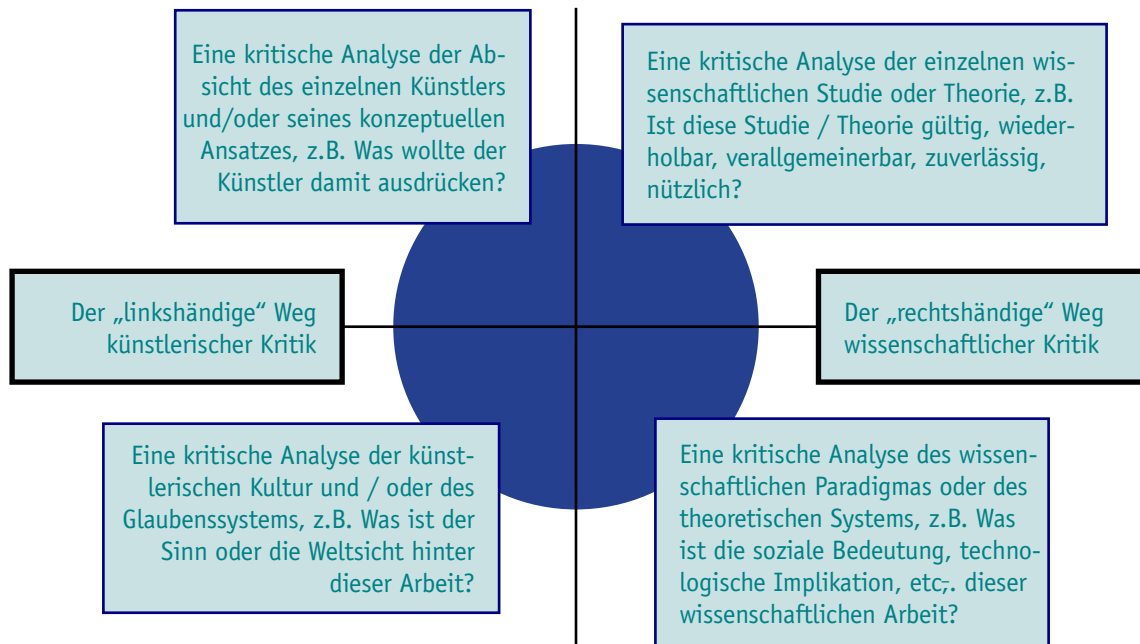 Eine kritische Analyse der Ab-
sicht des einzelnen Künstlers
und/oder seines konzeptuellen
Ansatzes, z.B. Was wollte der
Künstler damit ausdrücken?
Eine kritische Analyse der einzelnen wis-
senschaftlichen Studie oder Theorie, z.B.
Ist diese Studie / Theorie gültig, wieder-
holbar, verallgemeinerbar, zuverlässig,
nützlich?
Der „linkshändige“ Weg
künstlerischer Kritik
Der „rechtshändige“ Weg
wissenschaftlicher Kritik
Eine kritische Analyse der künst-
lerischen Kultur und / oder des
Glaubenssystems, z.B. Was ist der
Sinn oder die Weltsicht hinter
dieser Arbeit?
Eine kritische Analyse des wissen-
schaftlichen Paradigmas oder des
theoretischen Systems, z.B. Was
ist die soziale Bedeutung, techno-
logische Implikation, etc,. dieser
wissenschaftlichen Arbeit?